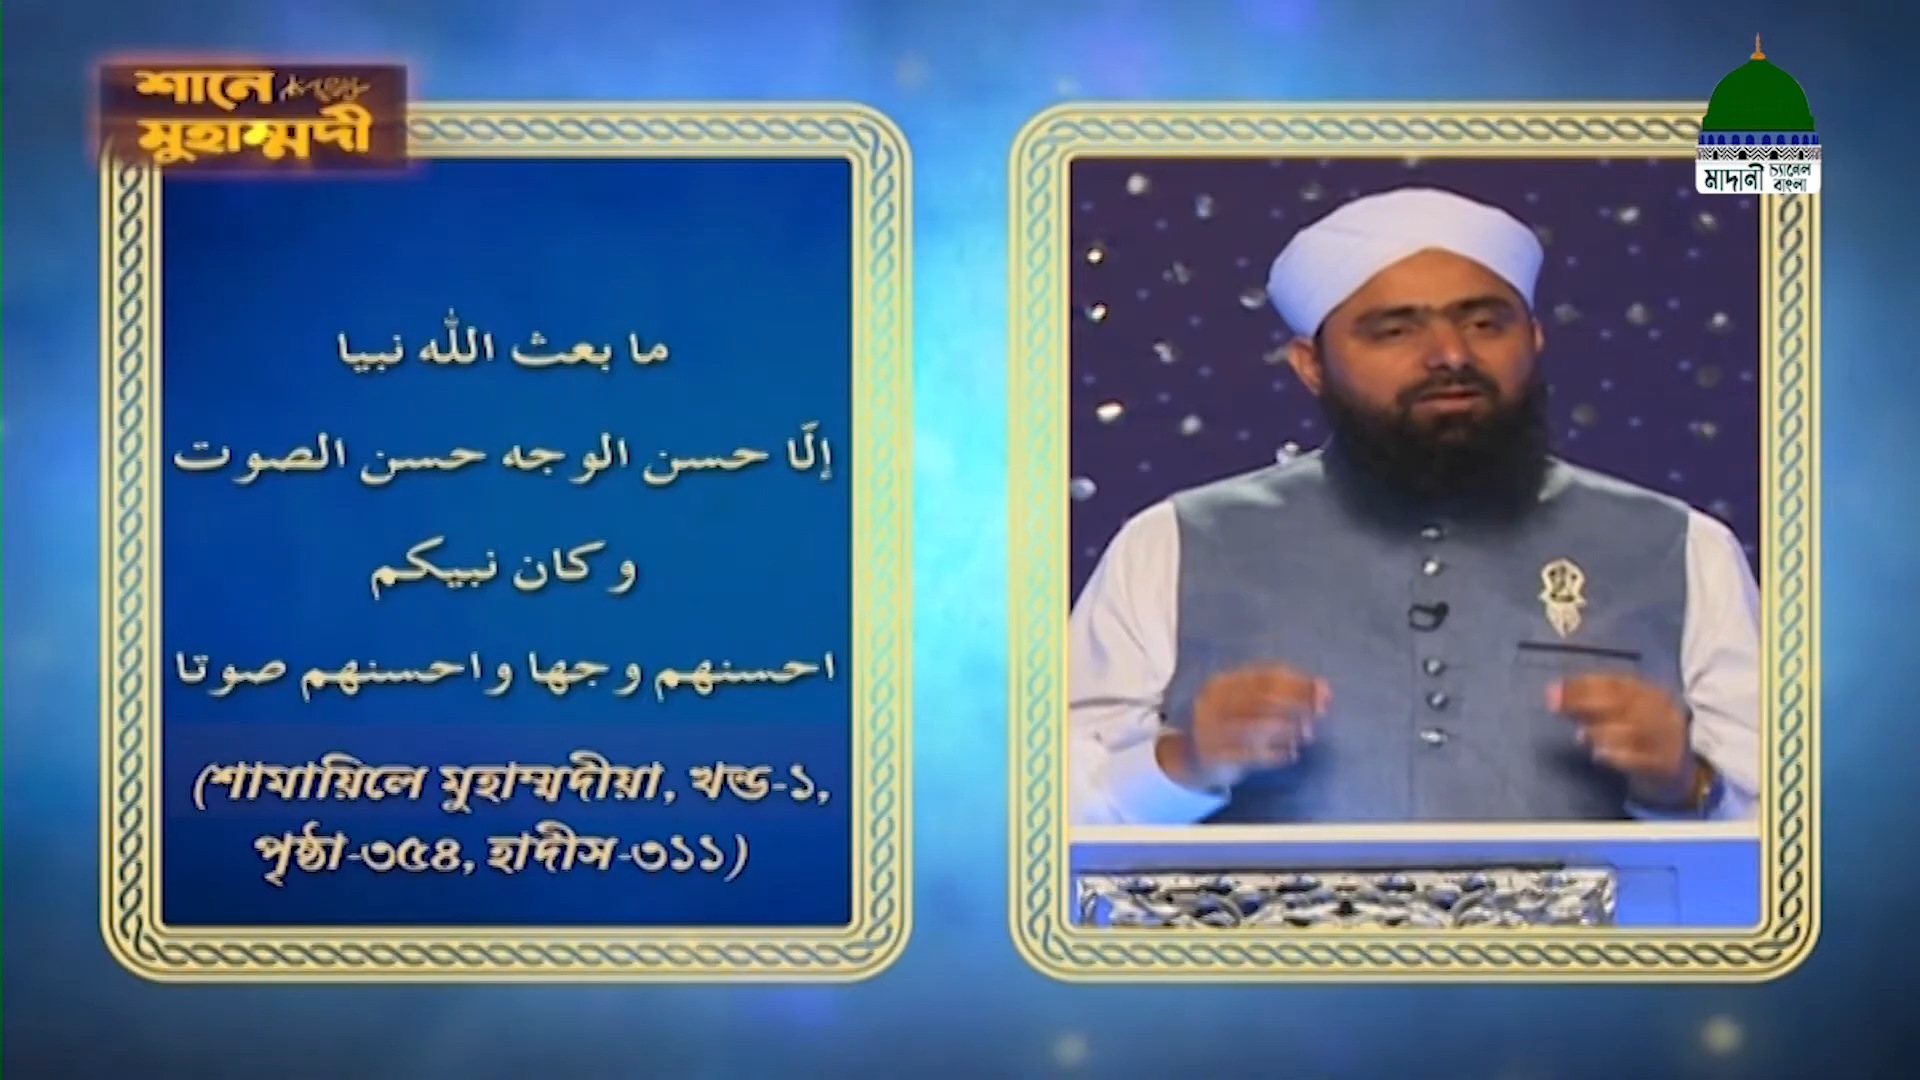 শানে
মুহাম্মদী
মাদানী চ্যানেল বাংলা
ما بعث الله نبيا
إلّا حسن الوجه حسن الصوت
و كان نبيكم
احسنهم وجها واحسنهم صوتا
(শামায়িলে মুহাম্মদীয়া, খন্ড-১,
পৃষ্ঠা-৩৫৪, হাদীস-৩১১)